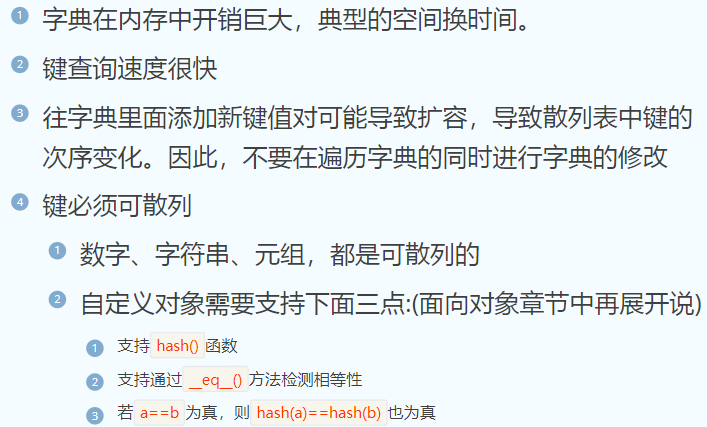 1 字典在内存中开销巨大，典型的空间换时间。
2 键查询速度很快
3 往字典里面添加新键值对可能导致扩容，导致散列表中键的
次序变化。因此，不要在遍历字典的同时进行字典的修改
4 键必须可散列
1 数字、字符串、元组，都是可散列的
2 自定义对象需要支持下面三点:(面向对象章节中再展开说)
1 支持 hash() 函数
2 支持通过 __eq__() 方法检测相等性
3 若 a==b 为真，则 hash(a)==hash(b) 也为真